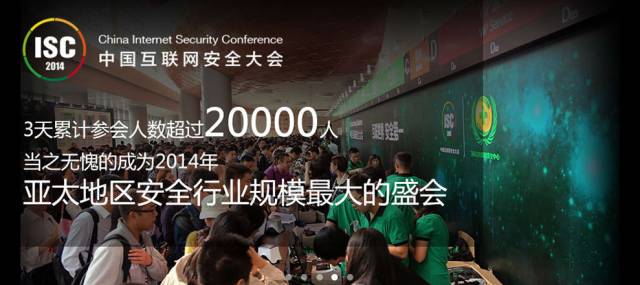 ISC
2014
China Internet Security Conference
中国互联网安全大会
3天累计参会人数超过20000人
当之无愧的成为2014年
亚太地区安全行业规模最大的盛会
ISC